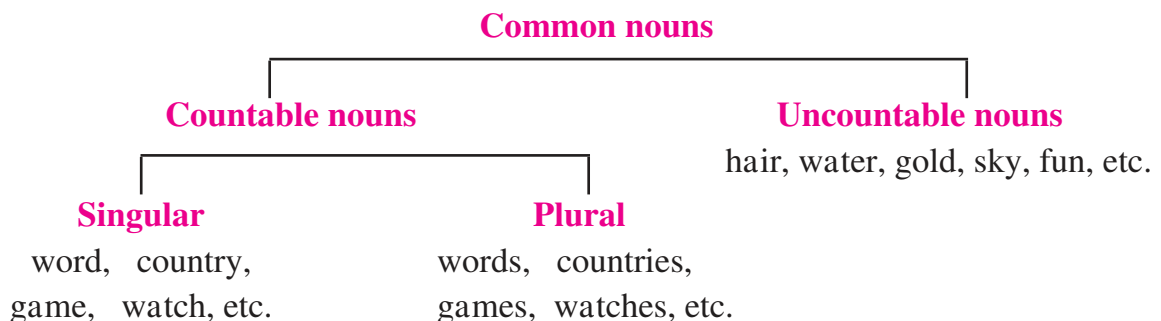 Common nouns
Countable nouns
Uncountable nouns
hair, water, gold, sky, fun, etc.
Singular
Plural
word, country,
game, watch, etc.
words, countries,
games, watches, etc.